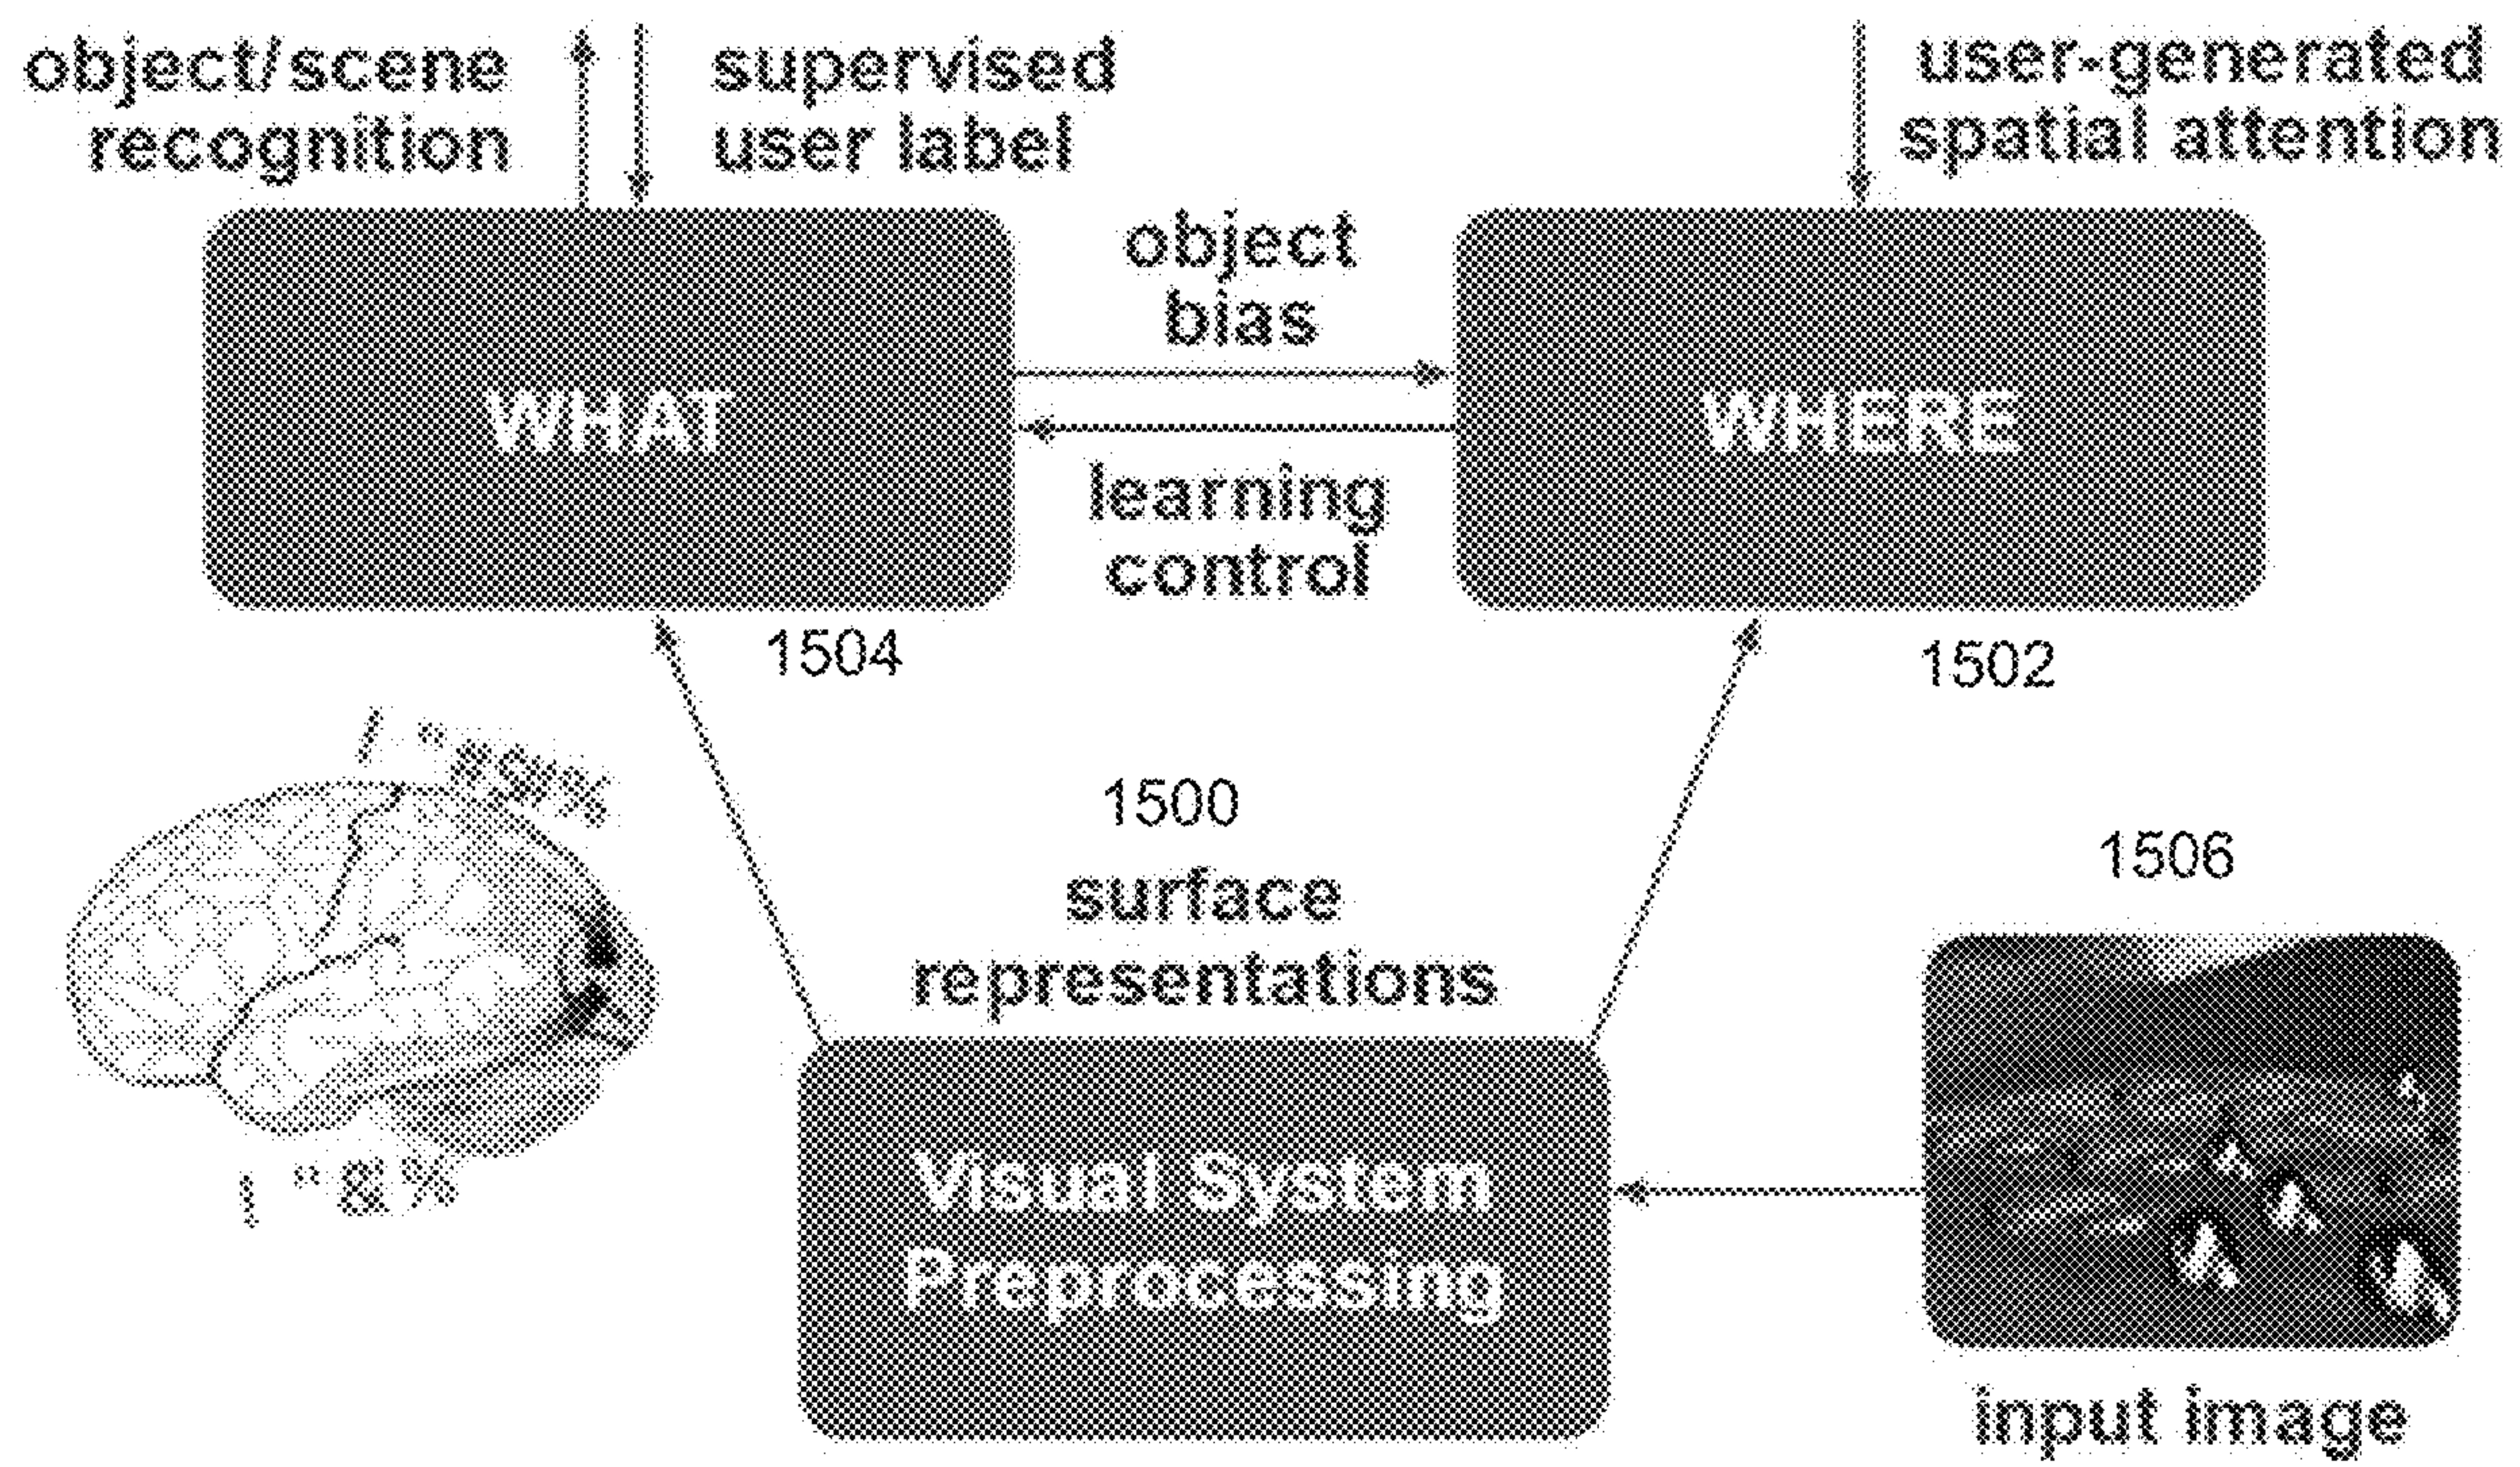 object/scene
recognition
supervised
user label
user-generated
spatial attention
object
bias
WHAT
WHERE
learning
control
1504
1502
1500
surface
representations
1506
Visual System
Preprocessing
input image